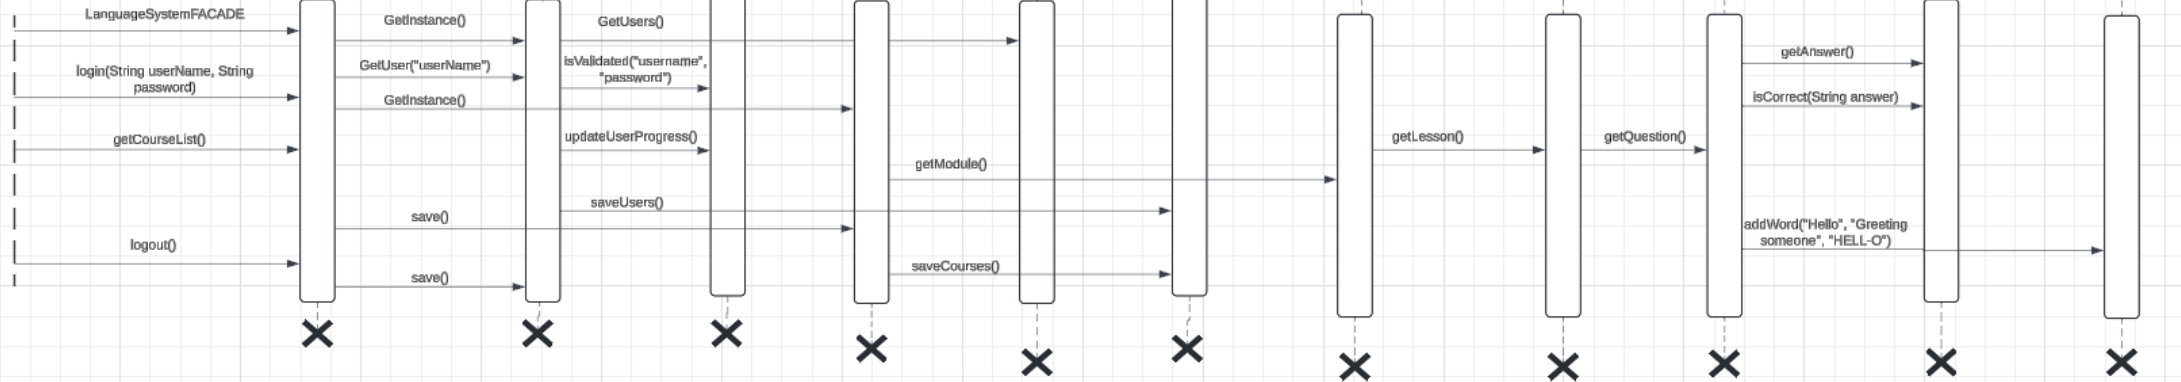 LanguageSystemFACADE
GetInstance()
GetUsers()
getAnswer()
login(String userName, String
password)
GetUser("userName")
isValidated("username",
"password")
GetInstance()
isCorrect(String answer)
getCourseList()
updateUserProgress()
getLesson()
getQuestion()
getModule()
saveUsers()
save()
addWord("Hello", "Greeting
someone", "HELL-O")
logout()
saveCourses()
save()